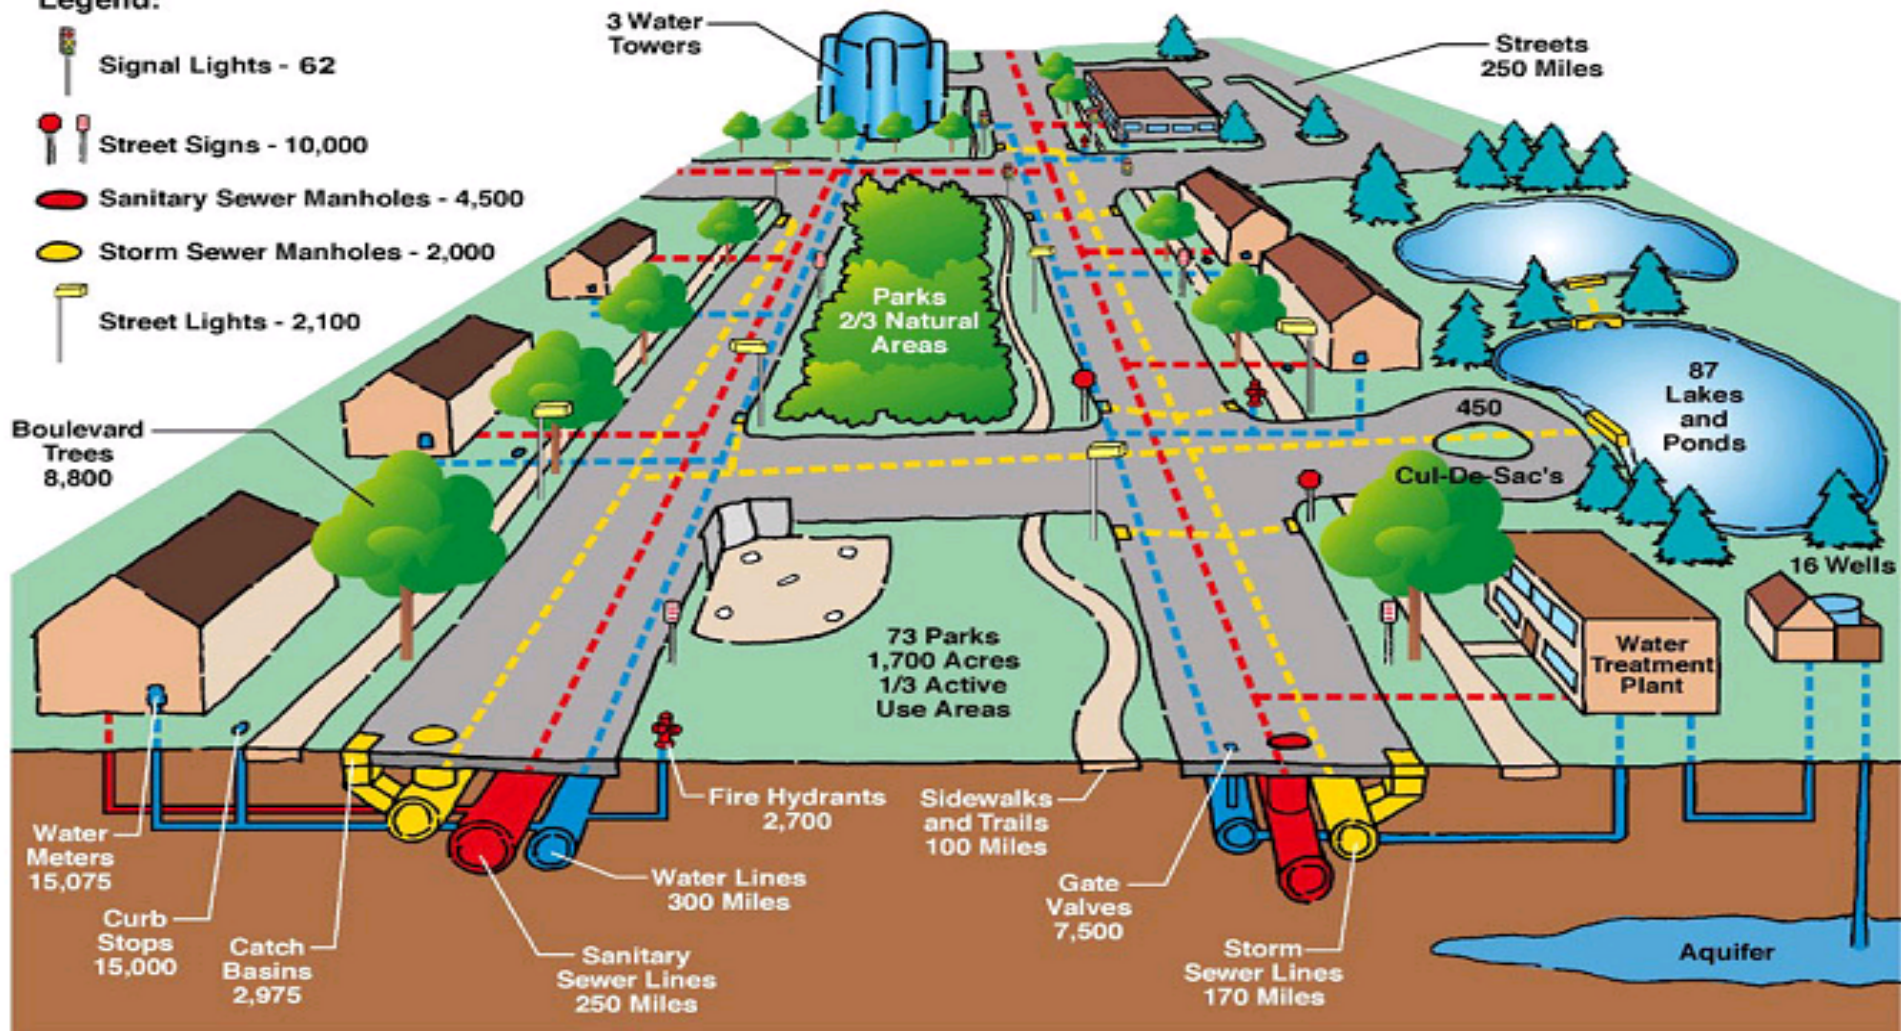 Legend:
Signal Lights - 62
Street Signs - 10,000
Sanitary Sewer Manholes - 4,500
Storm Sewer Manholes - 2,000
Street Lights - 2,100
3 Water
Towers
Streets
250 Miles
Parks
2/3 Natural
Areas
87
Lakes
and
Ponds
450
Cul-De-Sac's
Boulevard
Trees
8,800
16 Wells
73 Parks
1,700 Acres
1/3 Active
Use Areas
Water
Treatment
Plant
Water
Meters
15,075
Curb
Stops
15,000
Catch
Basins
2,975
Sanitary
Sewer Lines
250 Miles
Water Lines
300 Miles
Fire Hydrants
2,700
Sidewalks
and Trails
100 Miles
Gate
Valves
7,500
Storm
Sewer Lines
170 Miles
Aquifer